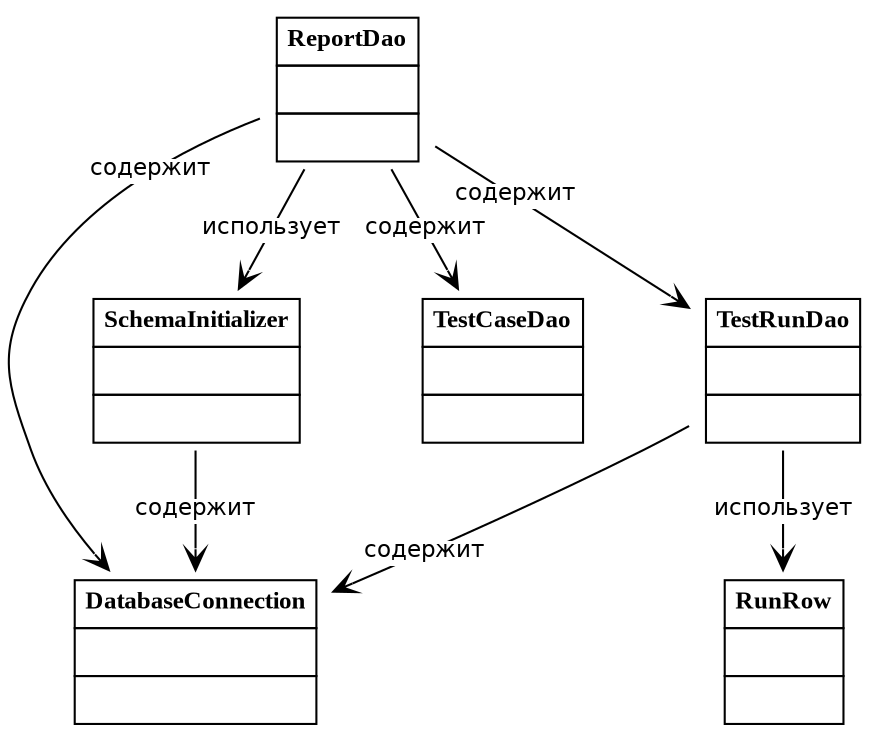 ReportDao
содержит
содержит
использует
содержит
SchemaInitializer
TestCaseDao
TestRunDao
содержит
использует
содержит
DatabaseConnection
RunRow